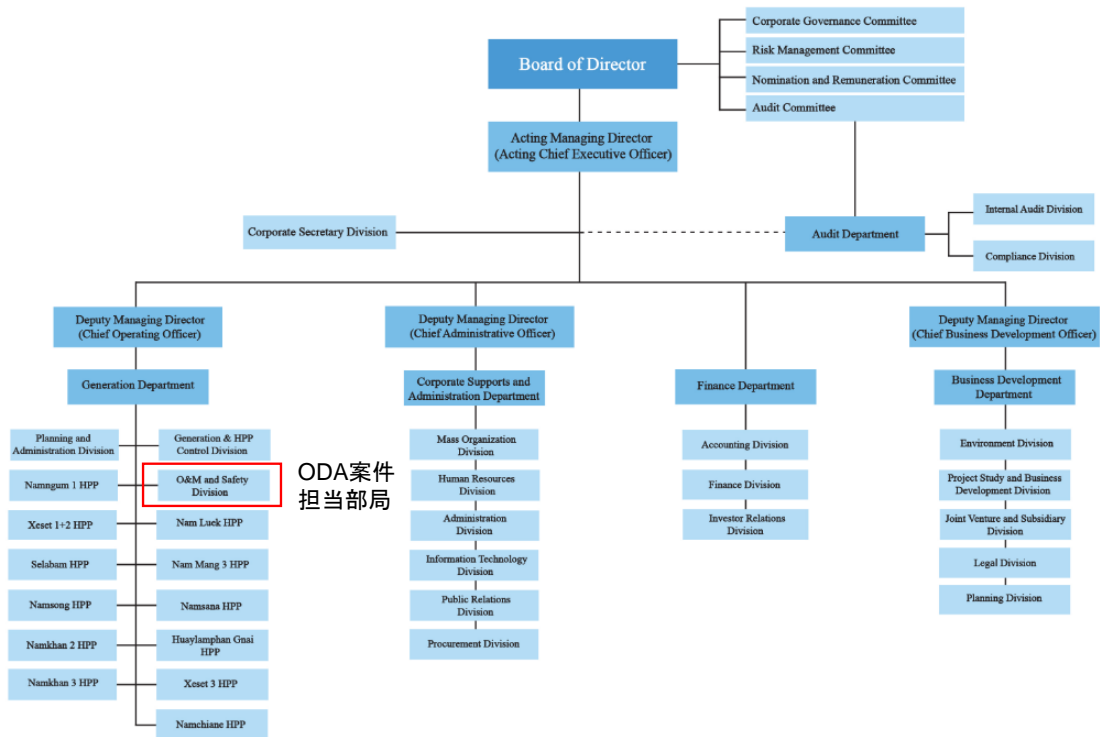 Board of Director
Corporate Governance Committee
Risk Management Committee
Nomination and Remuneration Committee
Audit Committee
Acting Managing Director
(Acting Chief Executive Officer)
Corporate Secretary Division
Audit Department
Internal Audit Division
Compliance Division
Deputy Managing Director
(Chief Operating Officer)
Deputy Managing Director
(Chief Administrative Officer)
Deputy Managing Director
(Chief Business Development Officer)
Generation Department
Planning and
Administration Division
Generation & HPP
Control Division
Namngum 1 HPP
O&M and Safety
Division
ODA案件
担当部局
Xeset 1+2 HPP
Nam Luek HPP
Selabam HPP
Nam Mang 3 HPP
Namsong HPP
Namsana HPP
Namkhan 2 HPP
Huaylamphan Gnai
HPP
Namkhan 3 HPP
Xeset 3 HPP
Namchiane HPP
Corporate Supports and
Administration Department
Mass Organization
Division
Human Resources
Division
Administration
Division
Information Technology
Division
Public Relations
Division
Procurement Division
Finance Department
Accounting Division
Finance Division
Investor Relations
Division
Business Development
Department
Environment Division
Project Study and Business
Development Division
Joint Venture and Subsidiary
Division
Legal Division
Planning Division